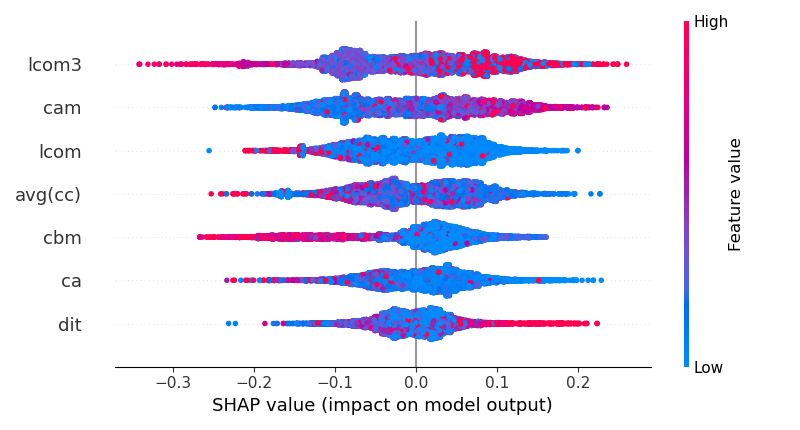 High
lcom3
cam
lcom
avg(cc)
cbm
ca
dit
Feature value
Low
−0.3 −0.2 −0.1 0.0 0.1 0.2
SHAP value (impact on model output)